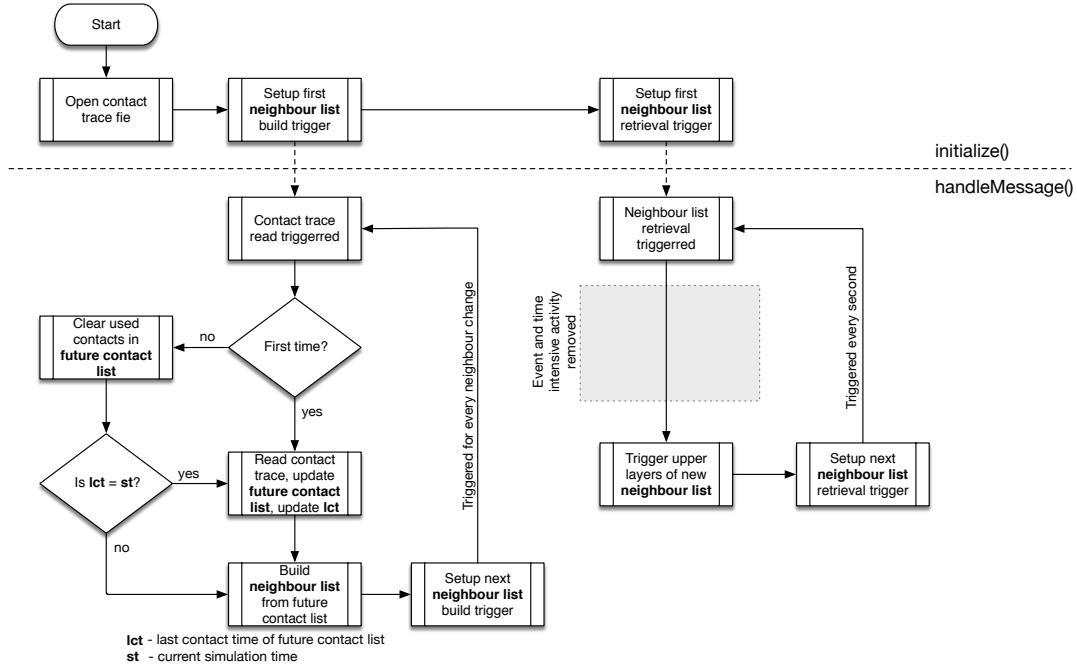 Start
Open contact
trace fie
Setup first
neighbour list
build trigger
Setup first
neighbour list
retrieval trigger
initialize()
handleMessage()
Contact trace
read triggerred
Neighbour list
retrieval
triggerred
First time?
no
yes
Clear used
contacts in
future contact
list
Is lct = st?
yes
no
Read contact
trace, update
future contact
list, update lct
Build
neighbour list
from future
contact list
Setup next
neighbour list
build trigger
Triggered for every neighbour change
Event and time
intensive activity
removed
Trigger upper
layers of new
neighbour list
Setup next
neighbour list
retrieval trigger
Triggered every second
lct - last contact time of future contact list
st - current simulation time